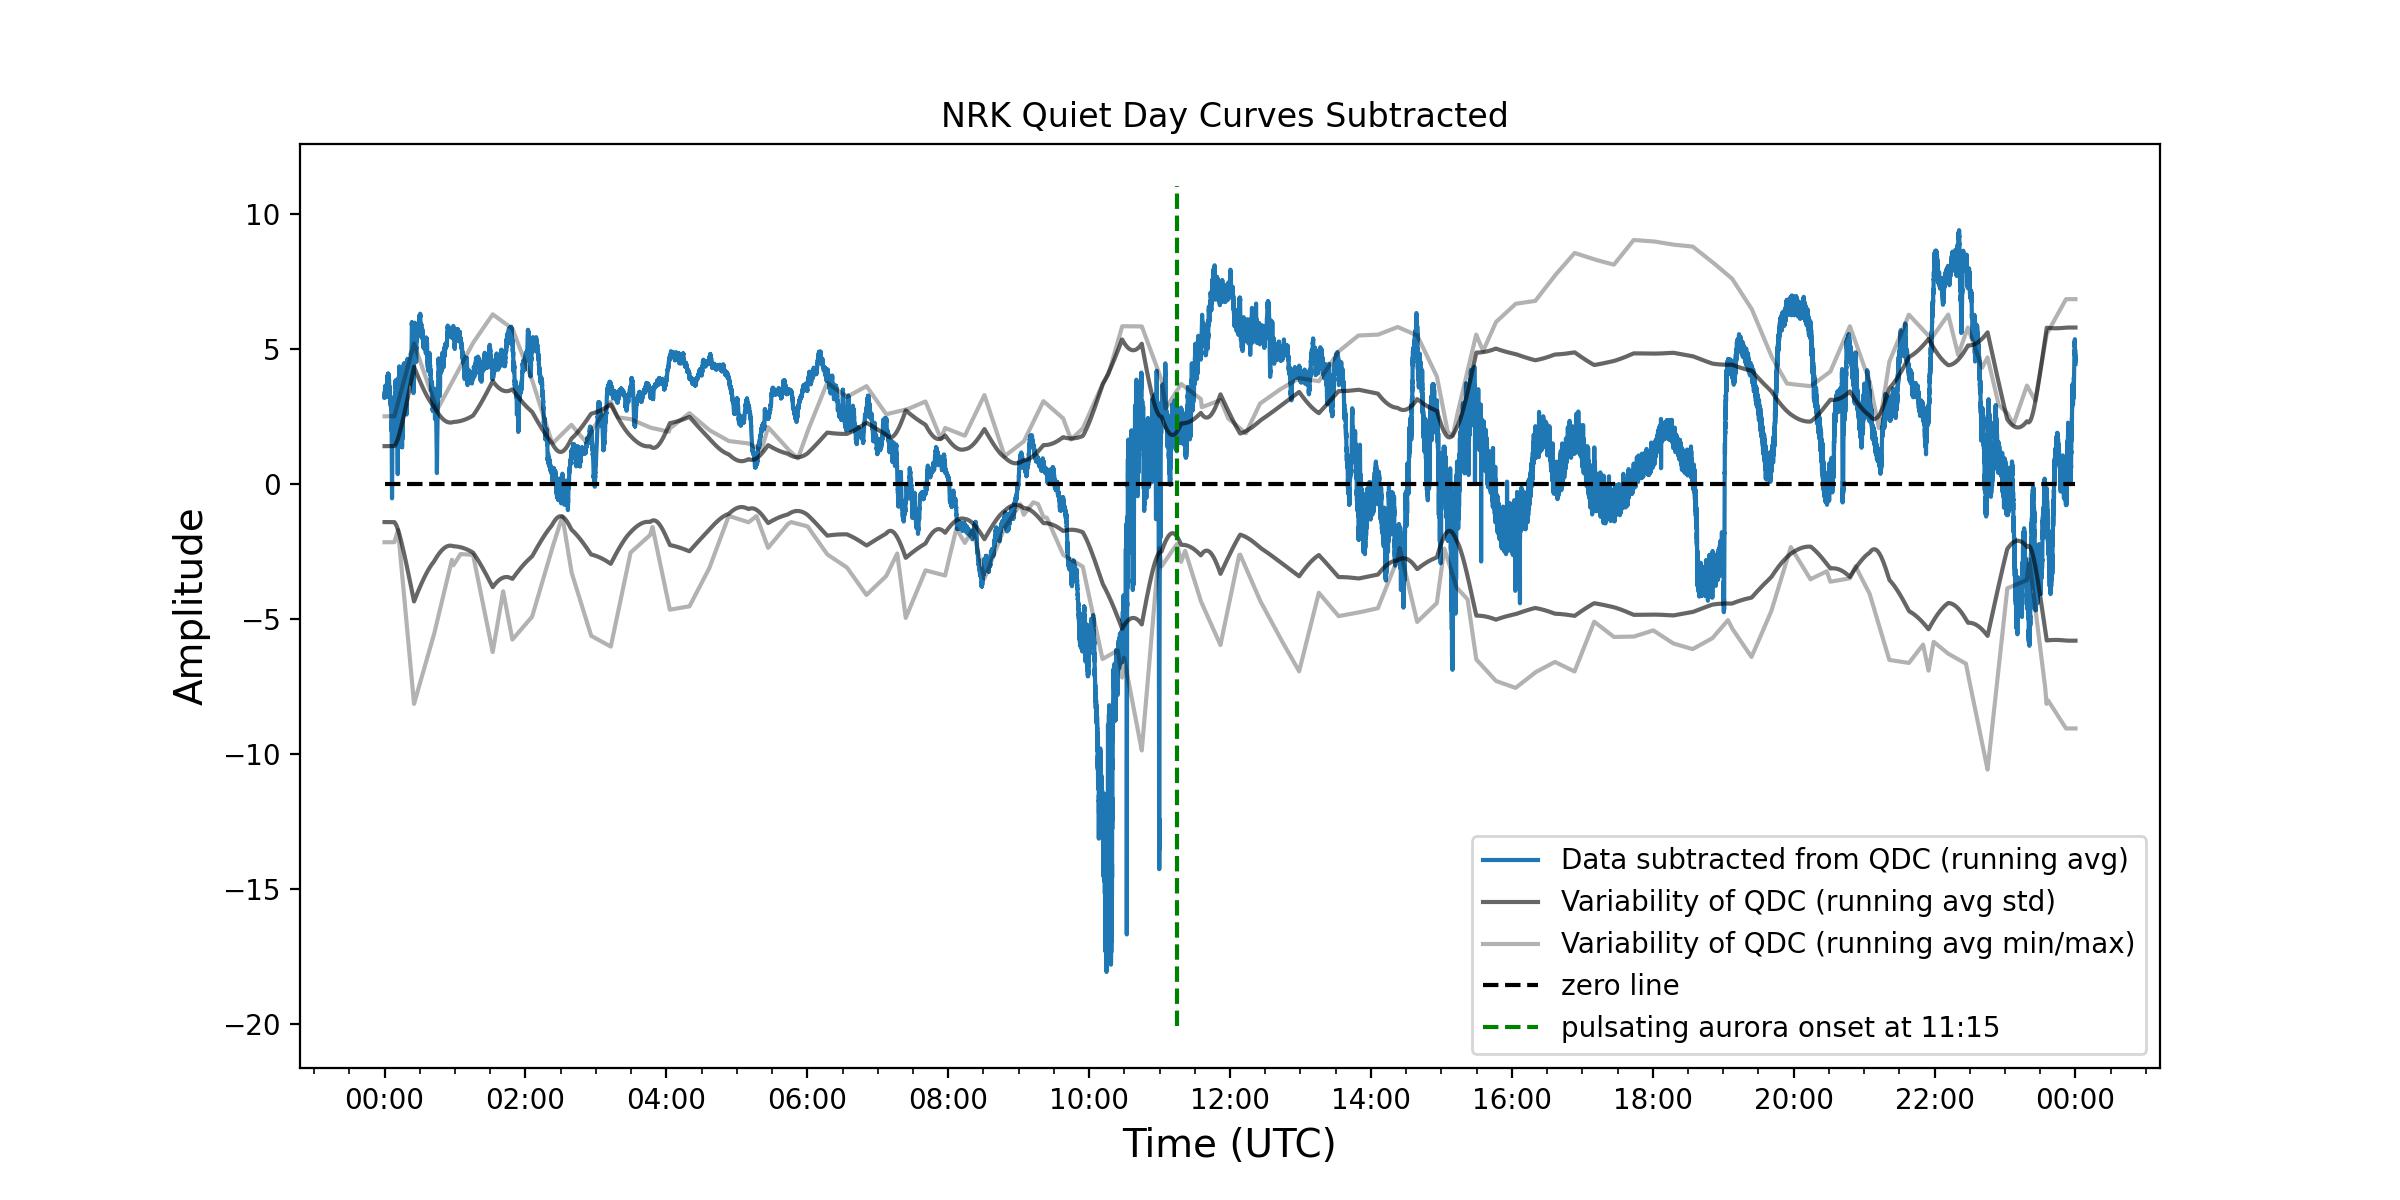 NRK Quiet Day Curves Subtracted
Amplitude
10
5
0
−5
−10
−15
−20
Data subtracted from QDC (running avg)
Variability of QDC (running avg std)
Variability of QDC (running avg min/max)
zero line
pulsating aurora onset at 11:15
00:00 02:00 04:00 06:00 08:00 10:00 12:00 14:00 16:00 18:00 20:00 22:00 00:00
Time (UTC)